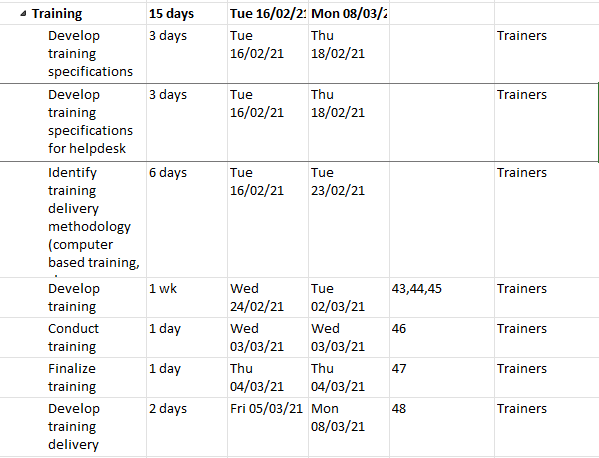 Training 15 days Tue 16/02/21 Mon 08/03/2
Develop 3 days Tue Thu Trainers
training 16/02/21 18/02/21
specifications
Develop 3 days Tue Thu Trainers
training 16/02/21 18/02/21
specifications
for helpdesk
Identify 6 days Tue Tue Trainers
training 16/02/21 23/02/21
delivery
methodology
(computer
based training,
Develop 1 wk Wed Tue 43,44,45 Trainers
training 24/02/21 02/03/21
Conduct 1 day Wed Wed 46 Trainers
training 03/03/21 03/03/21
Finalize 1 day Thu Thu 47 Trainers
training 04/03/21 04/03/21
Develop 2 days Fri 05/03/21 Mon 48 Trainers
training 08/03/21
delivery